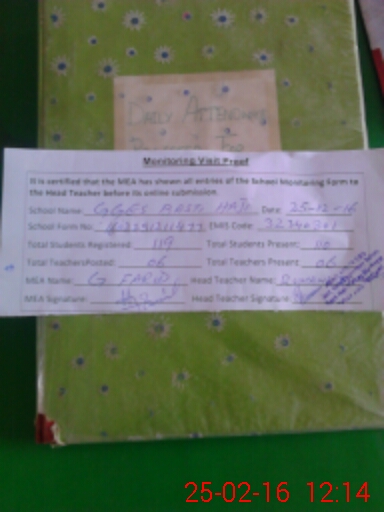 DAILY ATTENDANCE
Monitoring Visit Proof
It is certified that the MEA has shown all entries of the School Monitoring Form to
the Head Teacher before its online submission.
School Name: GGES Date: 25-02-16
School Form No: EMIS Code:
Total Students Registered: 119 Total Students Present: 110
Total TeachersPosted: 06 Total Teachers Present: 06
MEA Name: G FARID Head Teacher Name:
MEA Signature: Head Teacher Signature:
25-02-16 12:14